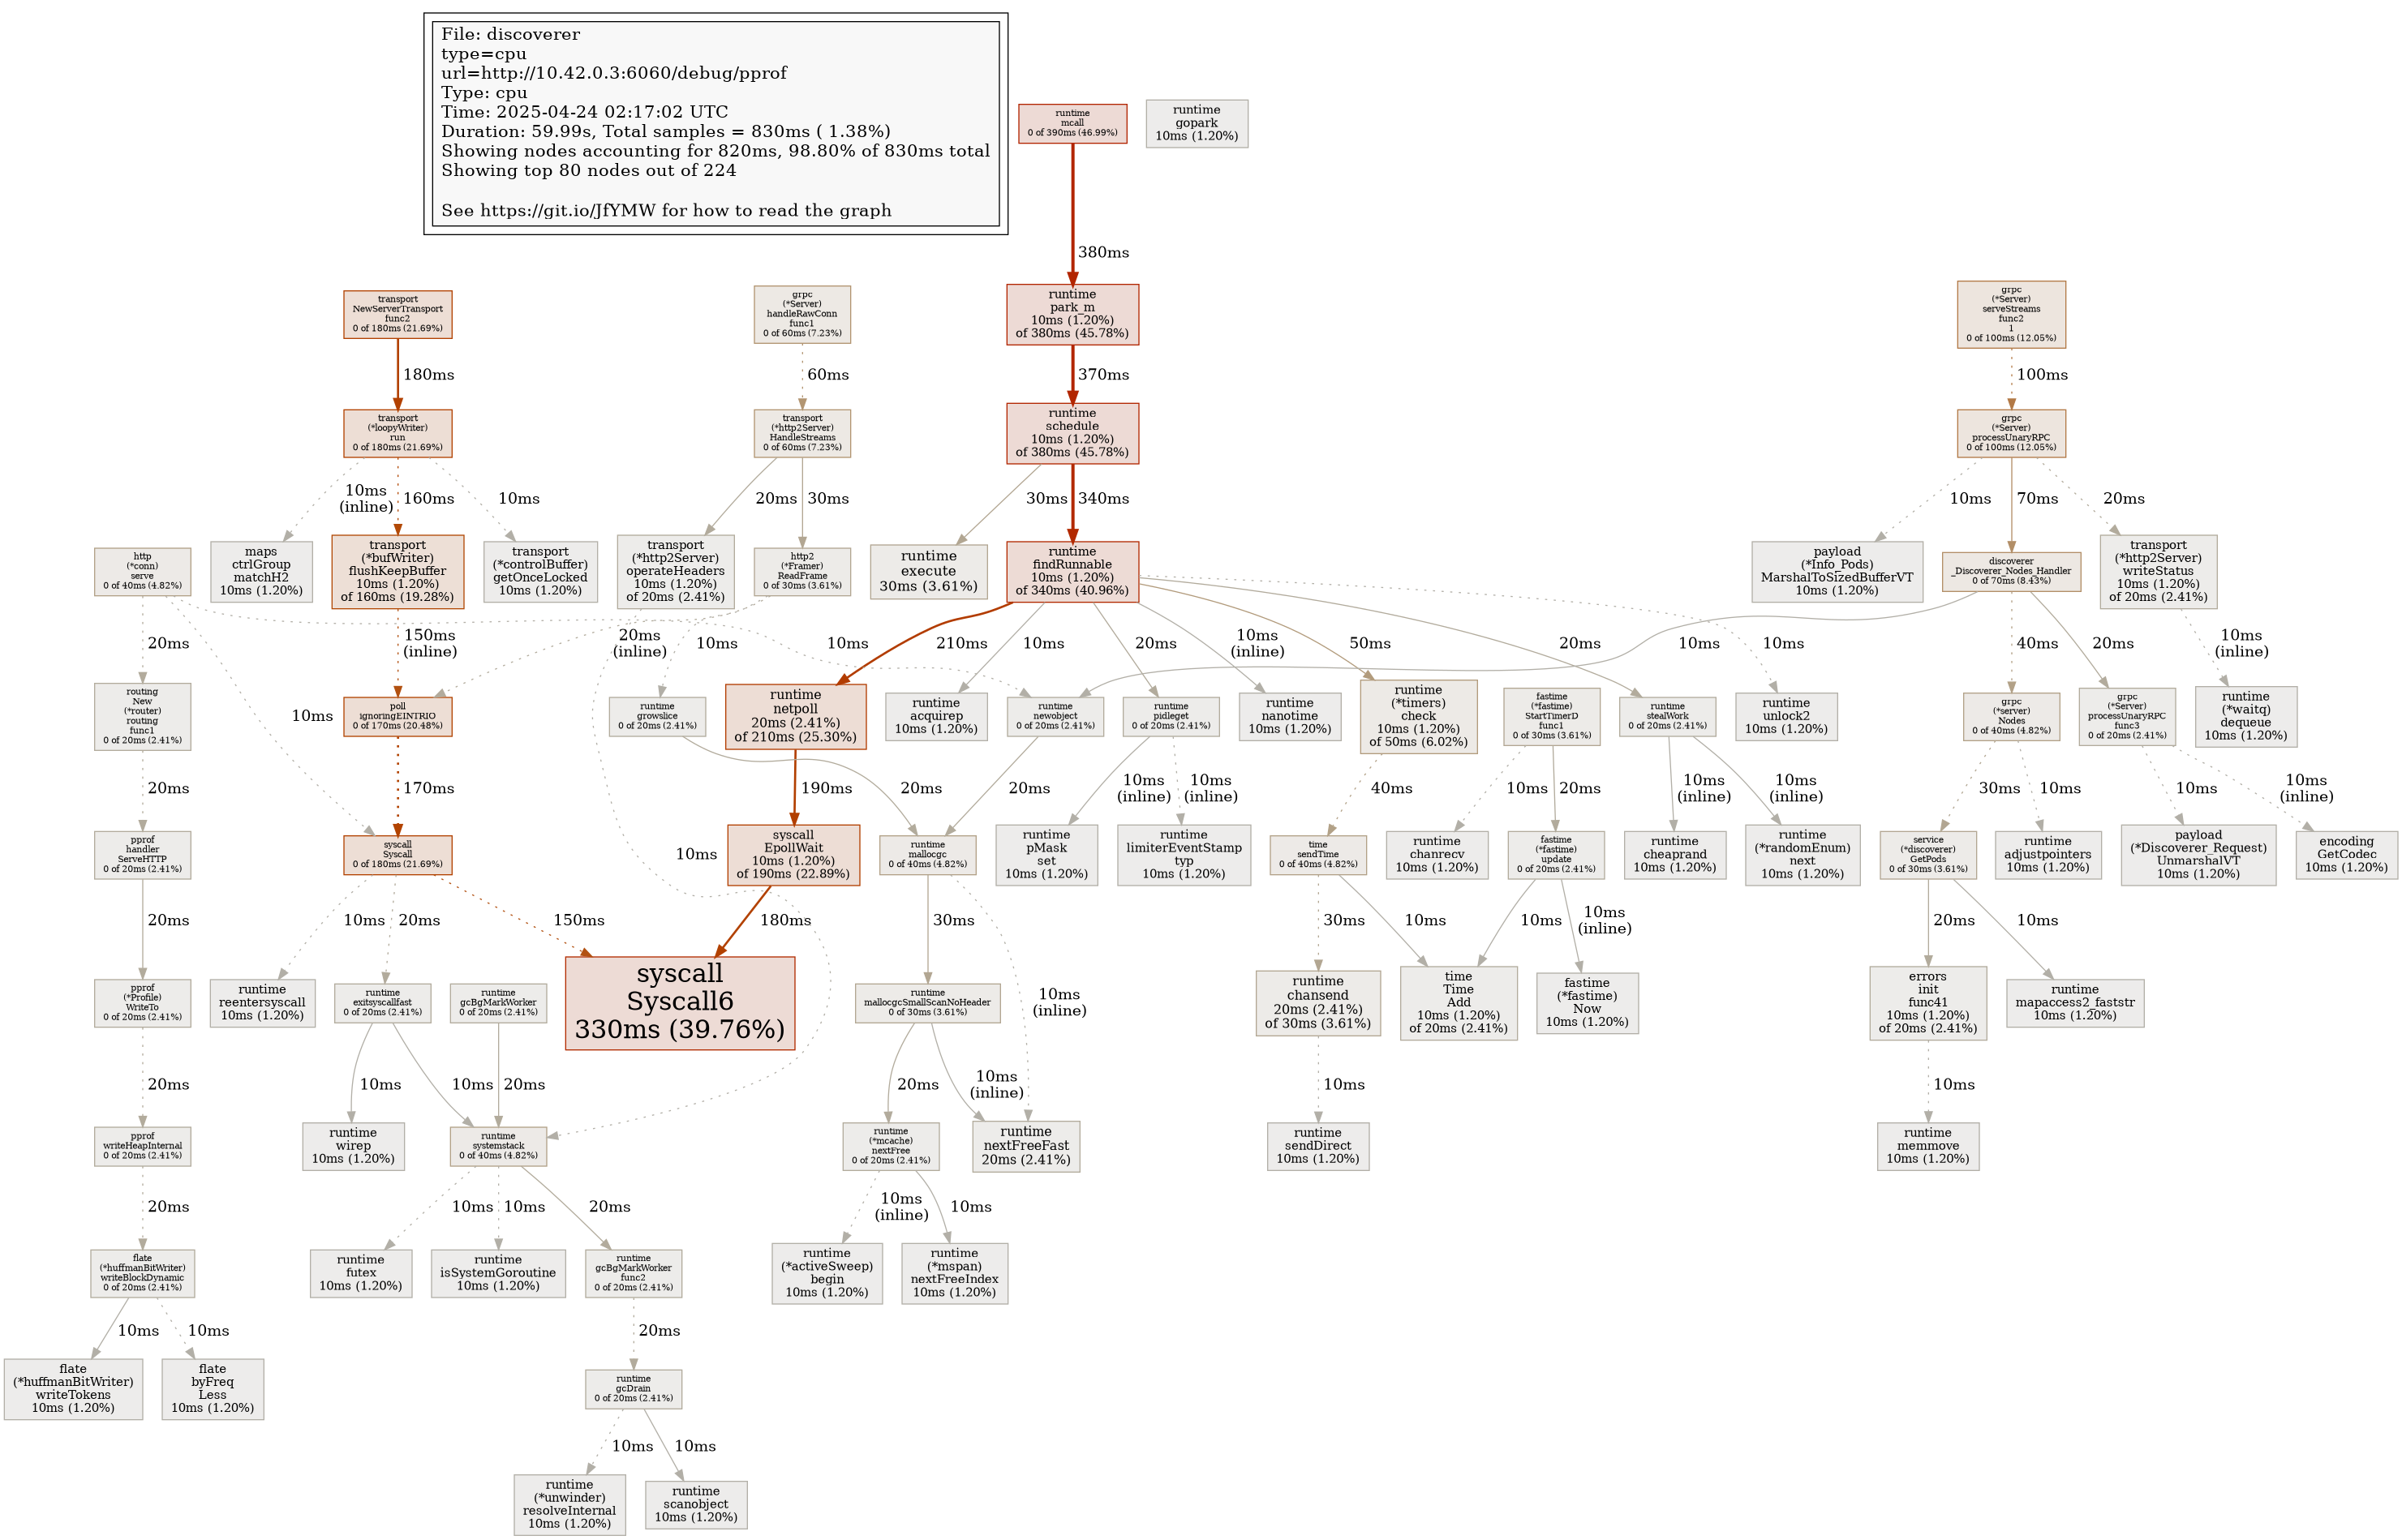 File: discoverer
type=cpu
url=http://10.42.0.3:6060/debug/pprof
Type: cpu
Time: 2025-04-24 02:17:02 UTC
Duration: 59.99s, Total samples = 830ms ( 1.38%)
Showing nodes accounting for 820ms, 98.80% of 830ms total
Showing top 80 nodes out of 224
See https://git.io/JfYMW for how to read the graph
runtime
mcall
0 of 390ms (46.99%)
runtime
gopark
10ms (1.20%)
380ms
transport
NewServerTransport
func2
0 of 180ms (21.69%)
grpc
(*Server)
handleRawConn
func1
0 of 60ms (7.23%)
runtime
park_m
10ms (1.20%)
of 380ms (45.78%)
grpc
(*Server)
serveStreams
func2
1
0 of 100ms (12.05%)
180ms
60ms
370ms
100ms
transport
(*loopyWriter)
run
0 of 180ms (21.69%)
transport
(*http2Server)
HandleStreams
0 of 60ms (7.23%)
runtime
schedule
10ms (1.20%)
of 380ms (45.78%)
grpc
(*Server)
processUnaryRPC
0 of 100ms (12.05%)
10ms
(inline)
160ms
10ms
20ms
30ms
30ms
340ms
10ms
70ms
20ms
http
(*conn)
serve
0 of 40ms (4.82%)
maps
ctrlGroup
matchH2
10ms (1.20%)
transport
(*bufWriter)
flushKeepBuffer
10ms (1.20%)
of 160ms (19.28%)
transport
(*controlBuffer)
getOnceLocked
10ms (1.20%)
transport
(*http2Server)
operateHeaders
10ms (1.20%)
of 20ms (2.41%)
http2
(*Framer)
ReadFrame
0 of 30ms (3.61%)
runtime
execute
30ms (3.61%)
runtime
findRunnable
10ms (1.20%)
of 340ms (40.96%)
payload
(*Info_Pods)
MarshalToSizedBufferVT
10ms (1.20%)
discoverer
_Discoverer_Nodes_Handler
0 of 70ms (8.43%)
transport
(*http2Server)
writeStatus
10ms (1.20%)
of 20ms (2.41%)
20ms
10ms
150ms
(inline)
20ms
(inline)
10ms
10ms
210ms
10ms
20ms
10ms
(inline)
50ms
20ms
10ms
10ms
40ms
20ms
10ms
(inline)
routing
New
(*router)
routing
func1
0 of 20ms (2.41%)
poll
ignoringEINTRIO
0 of 170ms (20.48%)
runtime
growslice
0 of 20ms (2.41%)
runtime
netpoll
20ms (2.41%)
of 210ms (25.30%)
runtime
acquirep
10ms (1.20%)
runtime
newobject
0 of 20ms (2.41%)
runtime
pidleget
0 of 20ms (2.41%)
runtime
nanotime
10ms (1.20%)
runtime
(*timers)
check
10ms (1.20%)
of 50ms (6.02%)
fastime
(*fastime)
StartTimerD
func1
0 of 30ms (3.61%)
runtime
stealWork
0 of 20ms (2.41%)
runtime
unlock2
10ms (1.20%)
grpc
(*server)
Nodes
0 of 40ms (4.82%)
grpc
(*Server)
processUnaryRPC
func3
0 of 20ms (2.41%)
runtime
(*waitq)
dequeue
10ms (1.20%)
20ms
170ms
10ms
190ms
20ms
20ms
10ms
(inline)
10ms
(inline)
40ms
10ms
20ms
10ms
(inline)
10ms
(inline)
30ms
10ms
10ms
10ms
(inline)
pprof
handler
ServeHTTP
0 of 20ms (2.41%)
syscall
Syscall
0 of 180ms (21.69%)
syscall
EpollWait
10ms (1.20%)
of 190ms (22.89%)
runtime
mallocgc
0 of 40ms (4.82%)
runtime
pMask
set
10ms (1.20%)
runtime
limiterEventStamp
typ
10ms (1.20%)
time
sendTime
0 of 40ms (4.82%)
runtime
chanrecv
10ms (1.20%)
fastime
(*fastime)
update
0 of 20ms (2.41%)
runtime
cheaprand
10ms (1.20%)
runtime
(*randomEnum)
next
10ms (1.20%)
service
(*discoverer)
GetPods
0 of 30ms (3.61%)
runtime
adjustpointers
10ms (1.20%)
payload
(*Discoverer_Request)
UnmarshalVT
10ms (1.20%)
encoding
GetCodec
10ms (1.20%)
20ms
10ms
20ms
150ms
180ms
30ms
10ms
(inline)
30ms
10ms
10ms
10ms
(inline)
20ms
10ms
pprof
(*Profile)
WriteTo
0 of 20ms (2.41%)
runtime
reentersyscall
10ms (1.20%)
runtime
exitsyscallfast
0 of 20ms (2.41%)
runtime
gcBgMarkWorker
0 of 20ms (2.41%)
syscall
Syscall6
330ms (39.76%)
runtime
mallocgcSmallScanNoHeader
0 of 30ms (3.61%)
runtime
chansend
20ms (2.41%)
of 30ms (3.61%)
time
Time
Add
10ms (1.20%)
of 20ms (2.41%)
fastime
(*fastime)
Now
10ms (1.20%)
errors
init
func41
10ms (1.20%)
of 20ms (2.41%)
runtime
mapaccess2_faststr
10ms (1.20%)
20ms
10ms
10ms
20ms
20ms
10ms
(inline)
10ms
10ms
pprof
writeHeapInternal
0 of 20ms (2.41%)
runtime
wirep
10ms (1.20%)
runtime
systemstack
0 of 40ms (4.82%)
runtime
(*mcache)
nextFree
0 of 20ms (2.41%)
runtime
nextFreeFast
20ms (2.41%)
runtime
sendDirect
10ms (1.20%)
runtime
memmove
10ms (1.20%)
20ms
10ms
10ms
20ms
10ms
(inline)
10ms
flate
(*huffmanBitWriter)
writeBlockDynamic
0 of 20ms (2.41%)
runtime
futex
10ms (1.20%)
runtime
isSystemGoroutine
10ms (1.20%)
runtime
gcBgMarkWorker
func2
0 of 20ms (2.41%)
runtime
(*activeSweep)
begin
10ms (1.20%)
runtime
(*mspan)
nextFreeIndex
10ms (1.20%)
10ms
10ms
20ms
flate
(*huffmanBitWriter)
writeTokens
10ms (1.20%)
flate
byFreq
Less
10ms (1.20%)
runtime
gcDrain
0 of 20ms (2.41%)
10ms
10ms
runtime
(*unwinder)
resolveInternal
10ms (1.20%)
runtime
scanobject
10ms (1.20%)